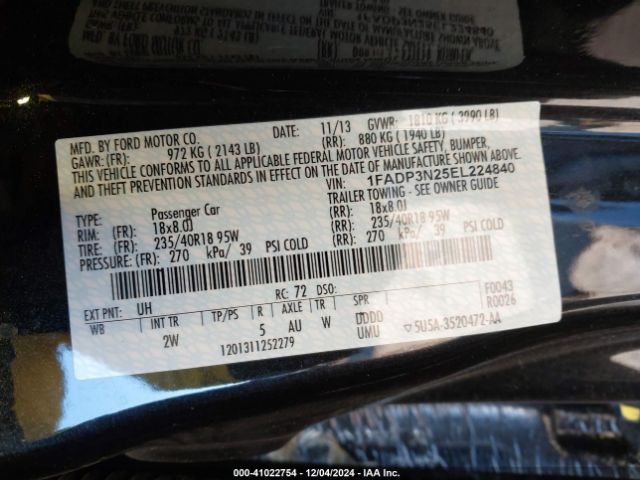 MFD. BY FORD MOTOR CO. DATE: 11/13 GVWR: 1810 KG ( 3990 LB)
GAWR: (FR): 972 KG ( 2143 LB) (RR): 880 KG ( 1940 LB)
THIS VEHICLE CONFORMS TO ALL APPLICABLE FEDERAL MOTOR VEHICLE SAFETY, BUMPER,
AND THEFT PREVENTION STANDARDS IN EFFECT ON THE DATE OF MANUFACTURE SHOWN ABOVE.
VIN: 1FADP3N25EL224840
TYPE: Passenger Car TRAILER TOWING - SEE OWNER GUIDE
RIM: (FR): 18x8.0J (RR): 18x8.0J
TIRE: (FR): 235/40R18 95W (RR): 235/40R18 95W
PRESSURE: (FR): 270 kPa/ 39 PSI COLD (RR): 270 kPa/ 39 PSI COLD
EXT PNT: UH RC: 72 DSO: F0043
WB INT TR TP/PS R AXLE TR SPR R0026
2W 5 AU W DDDD
UMU 5U5A-3520472-AA
1201311252279
000-41022754 - 12/04/2024 - IAA Inc.